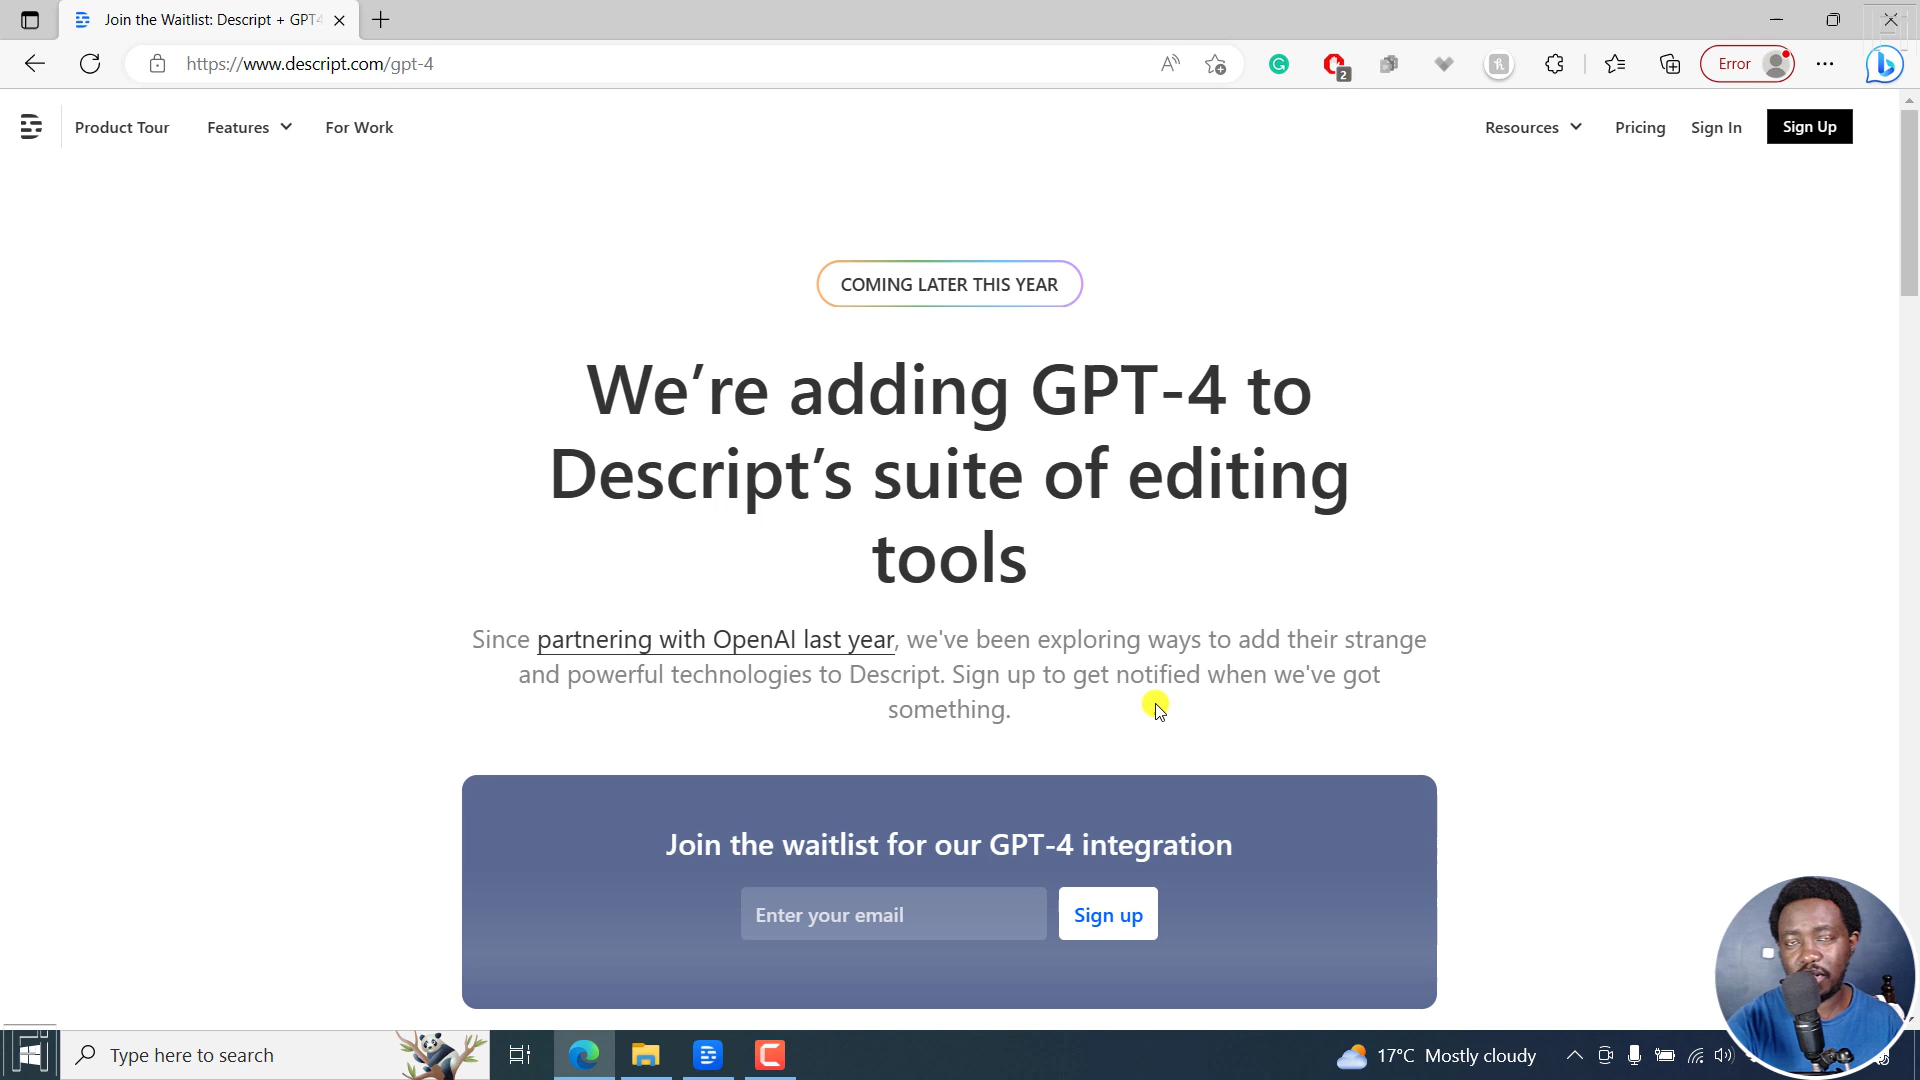 Join the Waitlist: Descript + GPT-4
https://www.descript.com/gpt-4
2
Error
Product Tour
Features
For Work
Resources
Pricing
Sign In
Sign Up
COMING LATER THIS YEAR
We’re adding GPT-4 to
Descript’s suite of editing
tools
Since partnering with OpenAI last year, we've been exploring ways to add their strange
and powerful technologies to Descript. Sign up to get notified when we've got
something.
Join the waitlist for our GPT-4 integration
Enter your email
Sign up
Type here to search
17°C Mostly cloudy